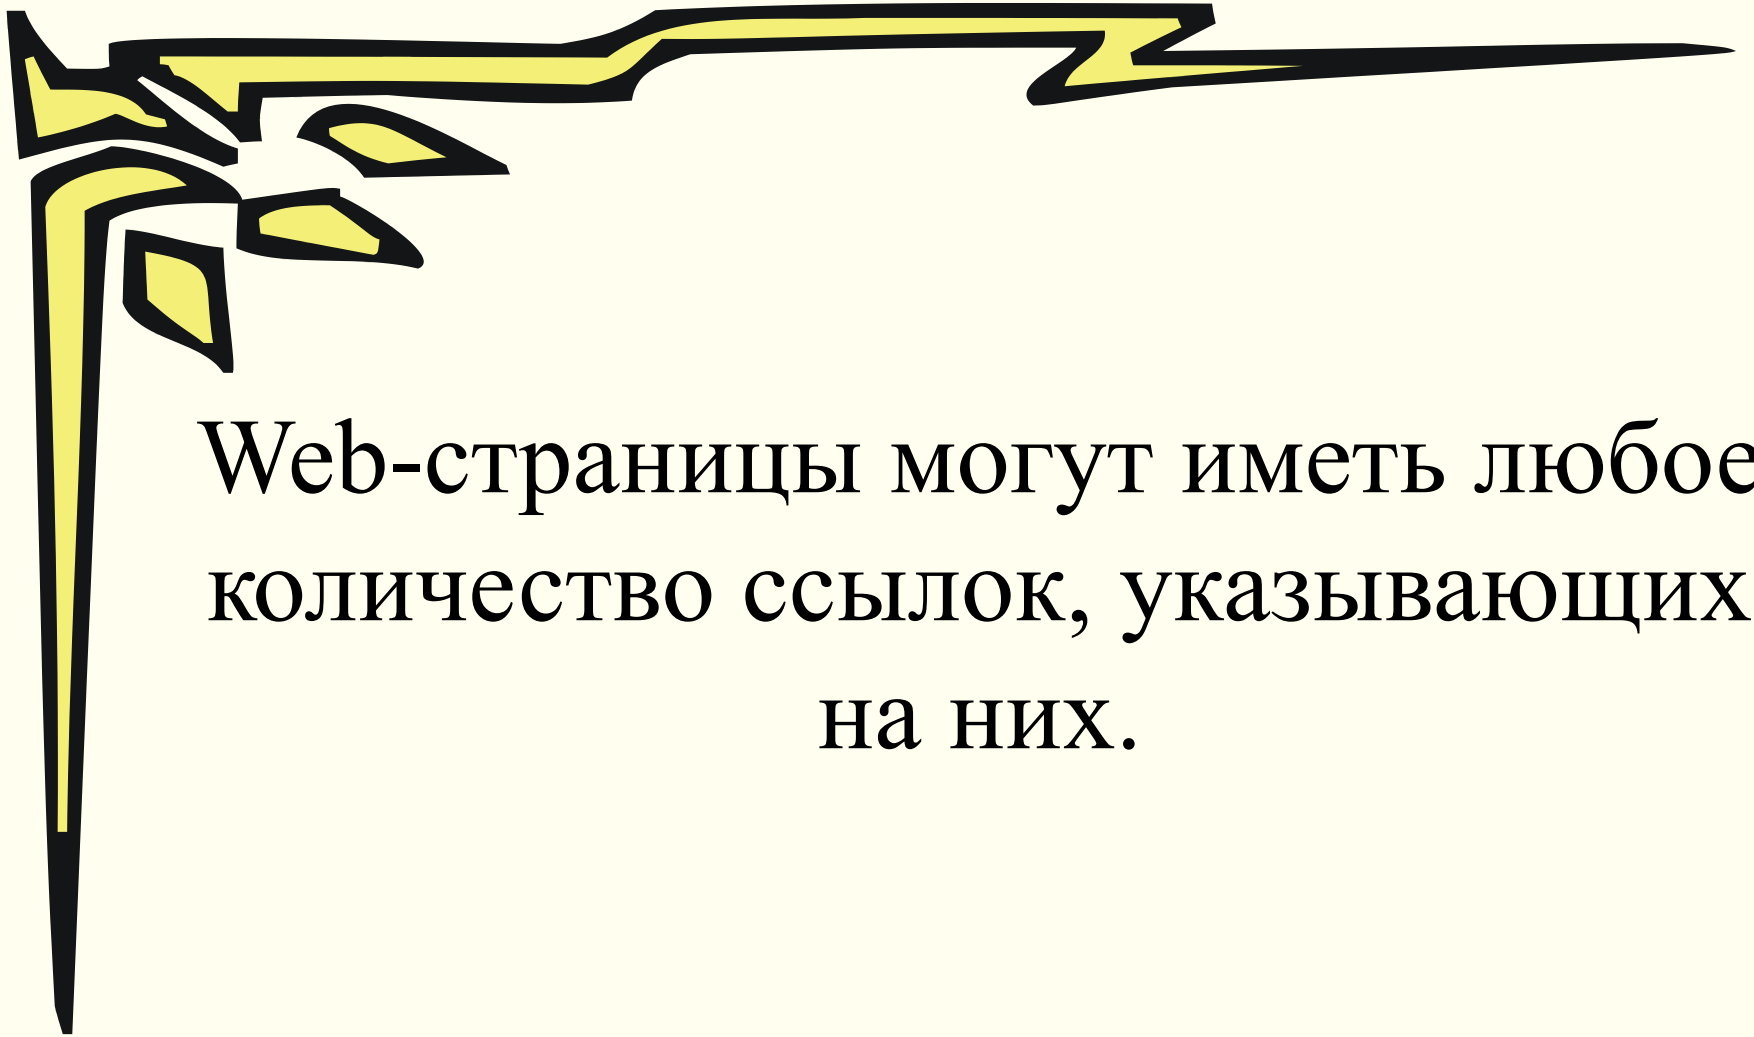 Web-страницы могут иметь любое
количество ссылок, указывающих
на них.